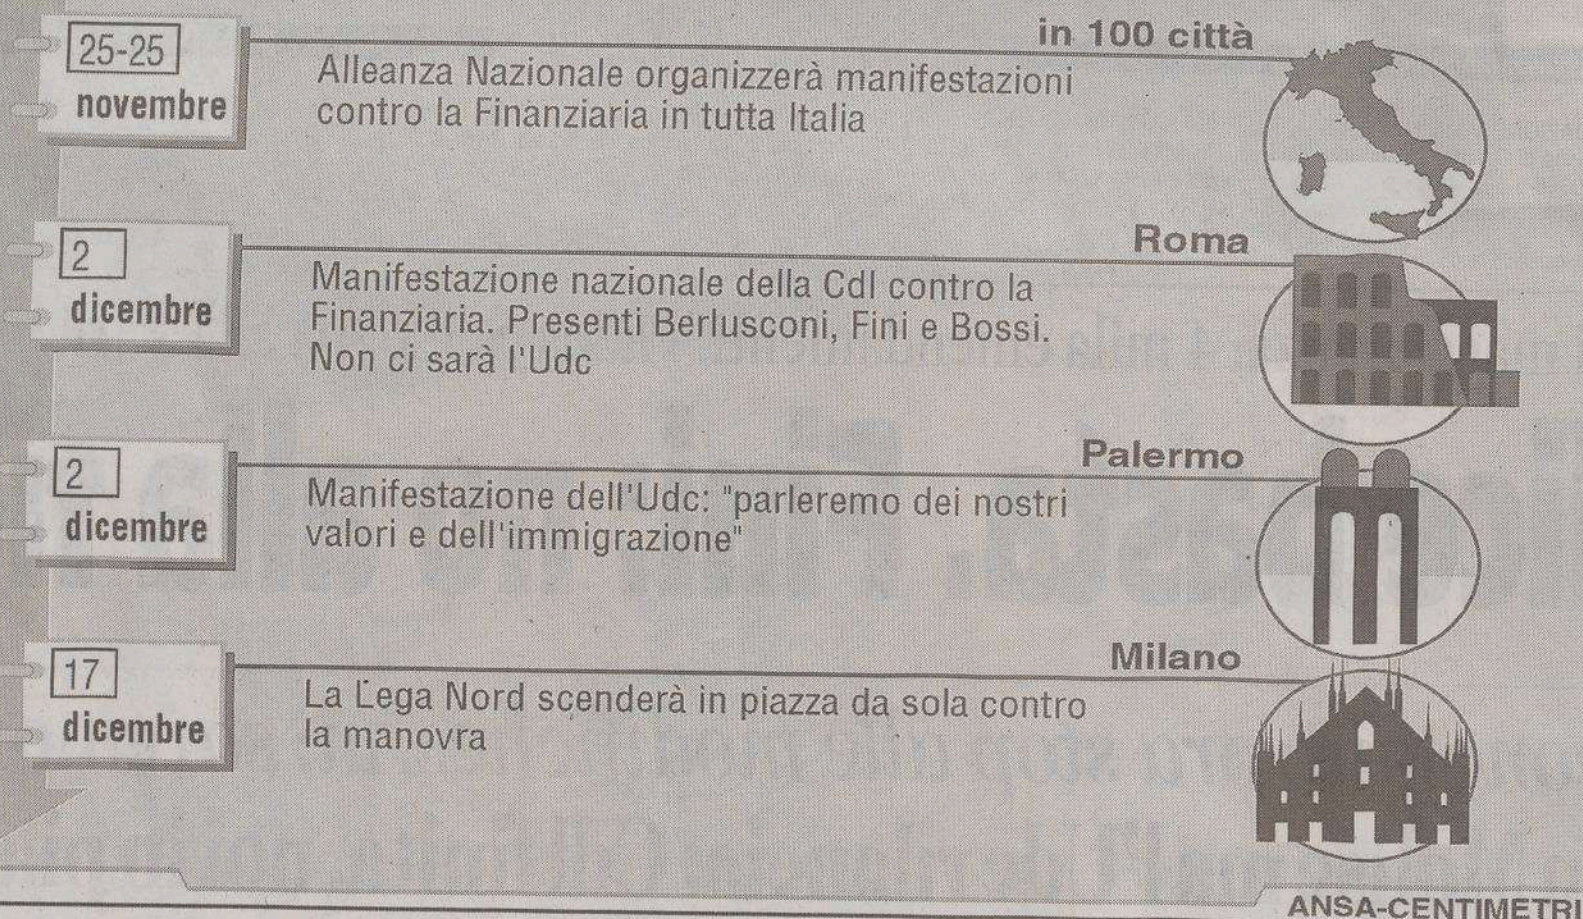 25-25
novembre
in 100 città
Alleanza Nazionale organizzerà manifestazioni
contro la Finanziaria in tutta Italia
2
dicembre
Roma
Manifestazione nazionale della Cdl contro la
Finanziaria. Presenti Berlusconi, Fini e Bossi.
Non ci sarà l'Udc
2
dicembre
Palermo
Manifestazione dell'Udc: "parleremo dei nostri
valori e dell'immigrazione"
17
dicembre
Milano
La Lega Nord scenderà in piazza da sola contro
la manovra
ANSA-CENTIMETRI